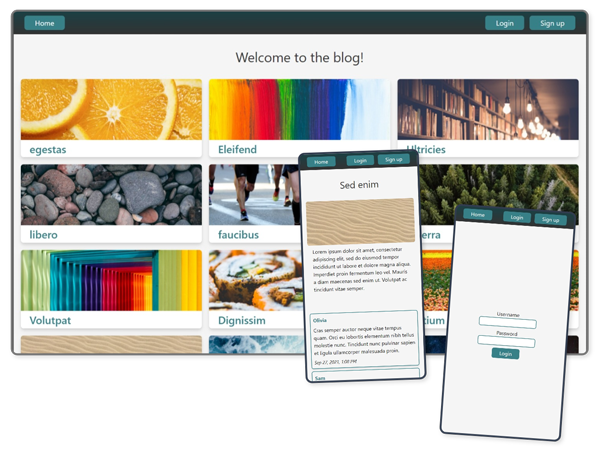 Home
Login
Sign up
Welcome to the blog!
egestas
Eleifend
Ultricies
libero
faucibus
erra
Volutpat
Dignissim
tium
Home
Login
Sign up
Sed enim
Lorem ipsum dolor sit amet, consectetur
adipiscing elit, sed do eiusmod tempor
incididunt ut labore et dolore magna aliqua.
Imperdiet proin fermentum leo vel. Mauris
a diam maecenas sed enim ut. Volutpat ac
tincidunt vitae semper.
Olivia
Cras semper auctor neque vitae tempus
quam. Orci eu lobortis elementum nibh tellus
molestie nunc. Tincidunt nunc pulvinar sapien
et ligula ullamcorper malesuada proin.
Sep 27, 2021, 1:08 PM
Sam
Home
Login
Sign up
Username
Password
Login